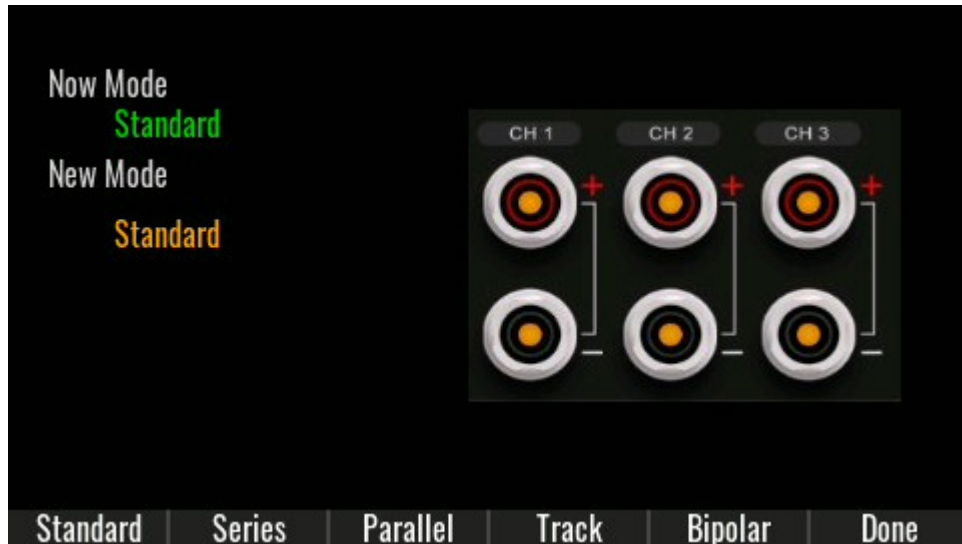 Now Mode
Standard
New Mode
Standard
CH 1 CH 2 CH 3
+ + +
− − −
Standard Series Parallel Track Bipolar Done